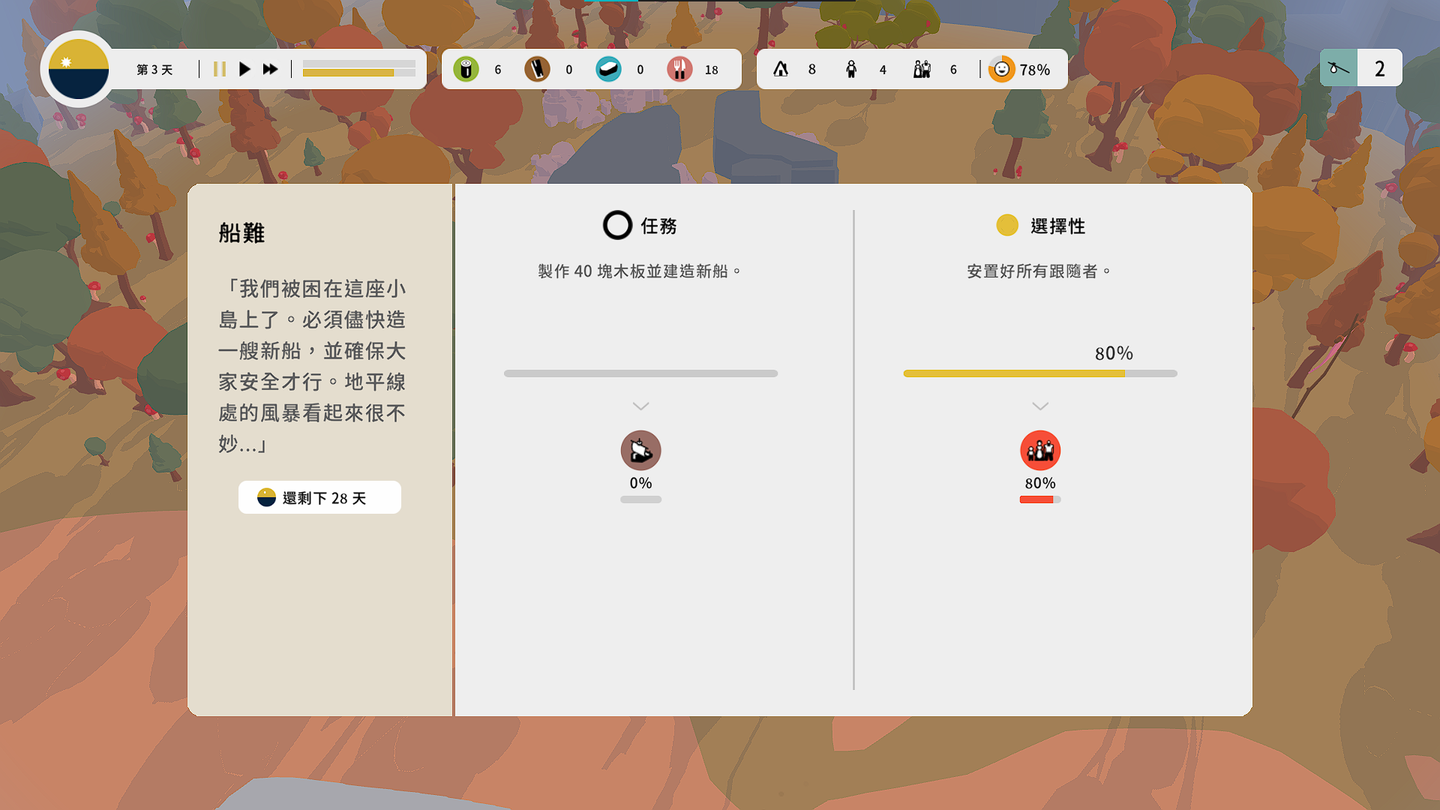 第 3 天
6
0
0
18
8
4
6
78%
2
船難
「我們被困在這座小
島上了。必須儘快造
一艘新船，並確保大
家安全才行。地平線
處的風暴看起來很不
妙...」
還剩下 28 天
任務
製作 40 塊木板並建造新船。
0%
選擇性
安置好所有跟隨者。
80%
80%